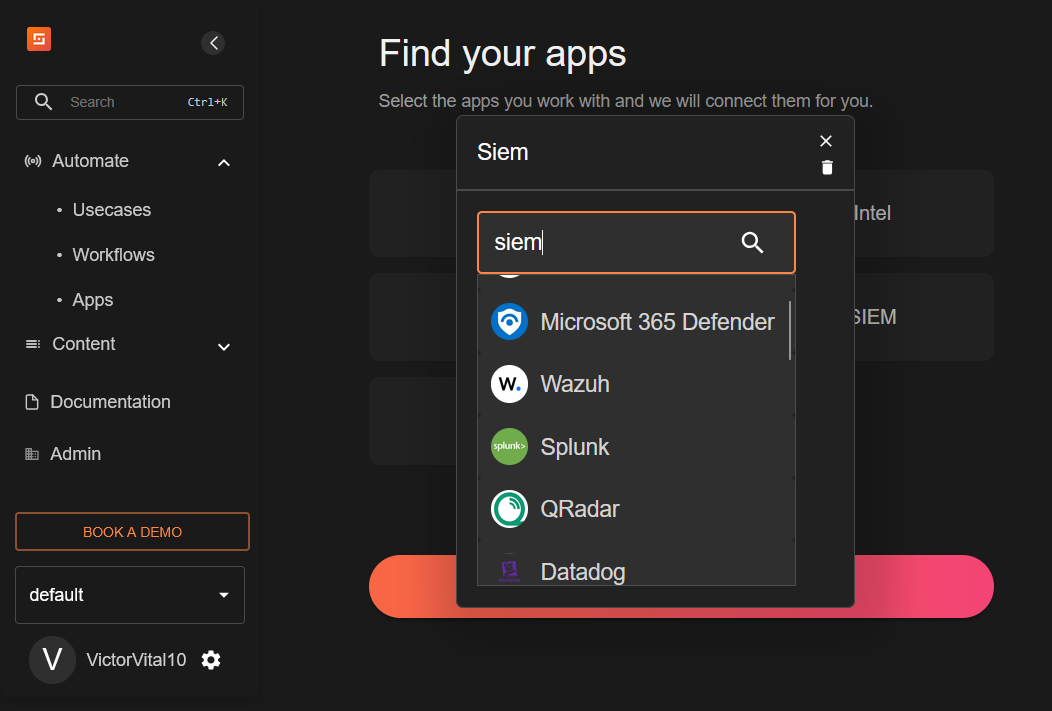 Search Ctrl+K
Automate
• Usecases
• Workflows
• Apps
Content
Documentation
Admin
BOOK A DEMO
default
V VictorVital10
Find your apps
Select the apps you work with and we will connect them for you.
Intel
SIEM
Siem
siem
Microsoft 365 Defender
W. Wazuh
splunk> Splunk
QRadar
Datadog